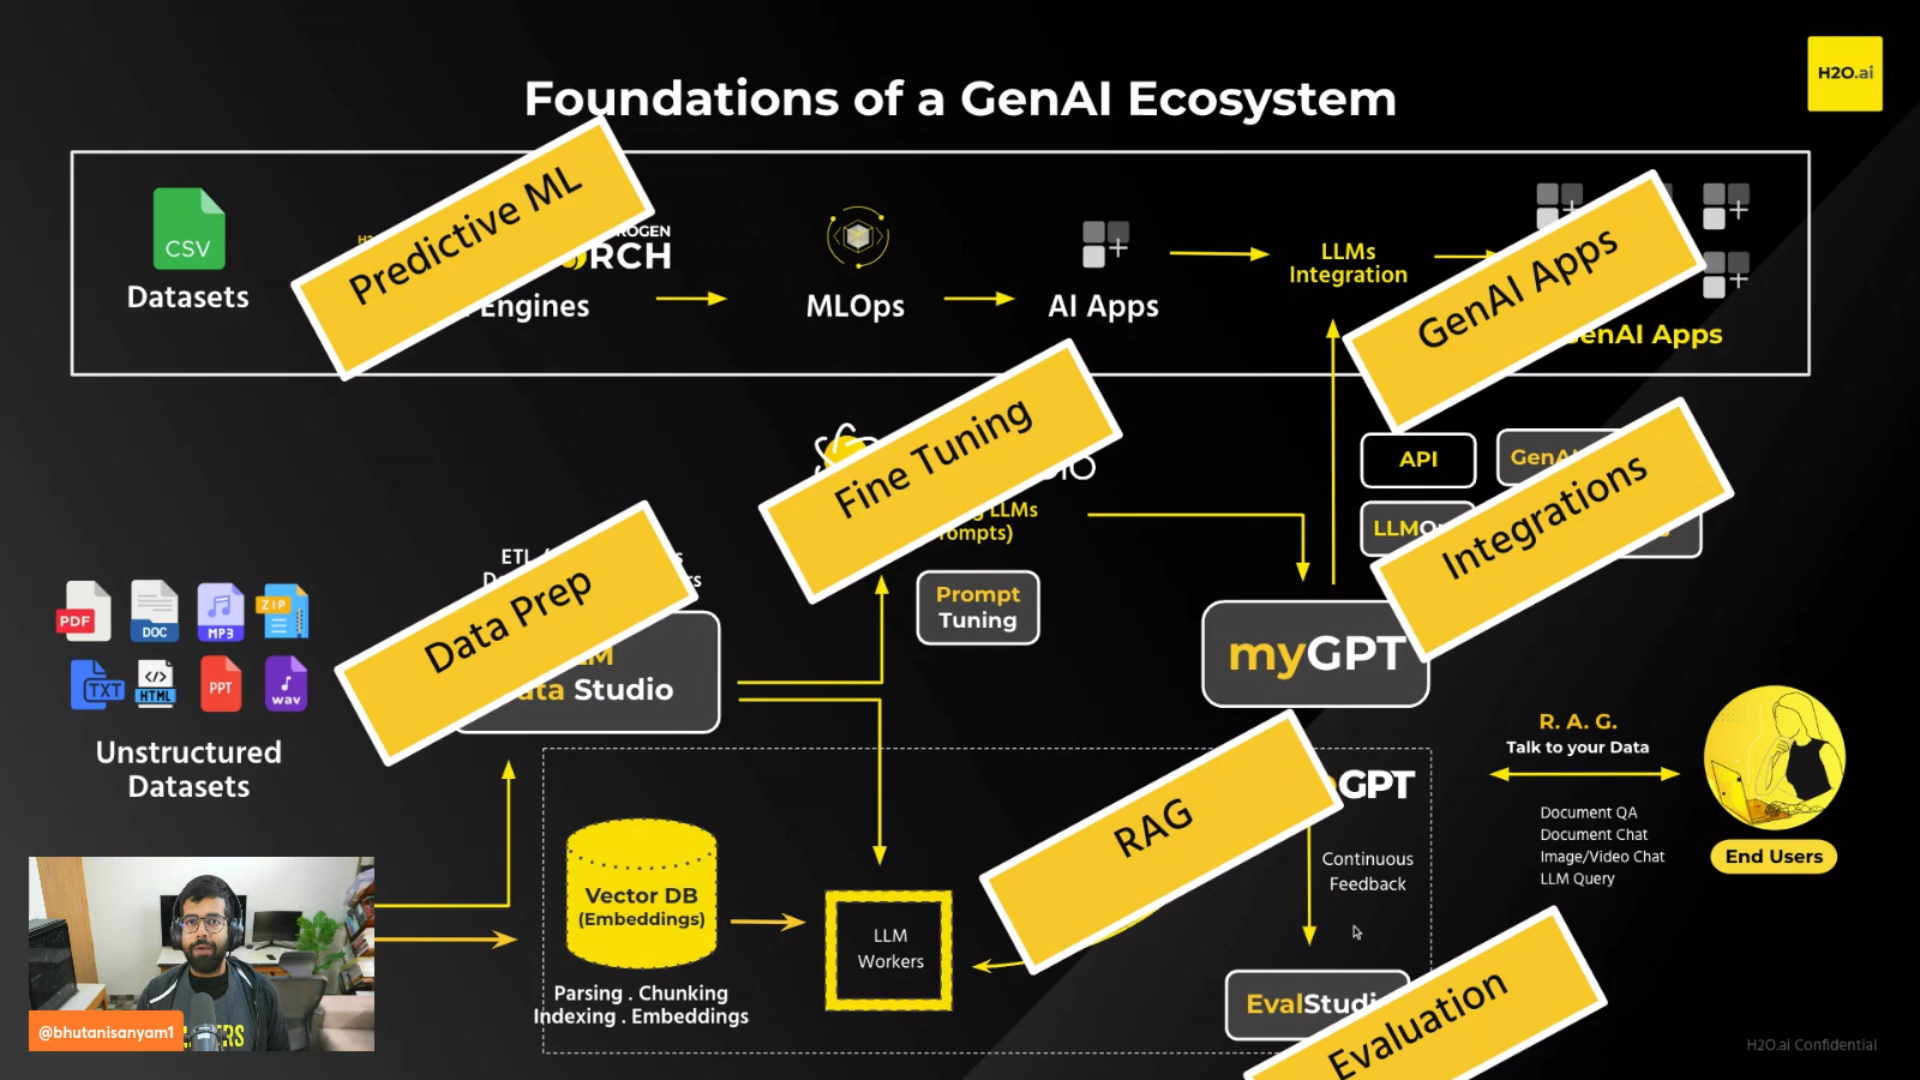 H2O.ai
Foundations of a GenAI Ecosystem
Predictive ML
GenAI Apps
CSV
Datasets
ROGEN
RCH
Engines
MLOps
AI Apps
LLMs
Integration
enAI Apps
Fine Tuning
LLMs
ompts)
Prompt
Tuning
API
Integrations
Data Prep
ETL
Data Studio
PDF
DOC
MP3
ZIP
TXT
HTML
PPT
wav
Unstructured
Datasets
myGPT
R. A. G.
Talk to your Data
Document QA
Document Chat
Image/Video Chat
LLM Query
End Users
RAG
GPT
Continuous
Feedback
Vector DB
(Embeddings)
LLM
Workers
Parsing . Chunking
Indexing . Embeddings
EvalStudi
Evaluation
@bhutanisanyam1
H2O.ai Confidential